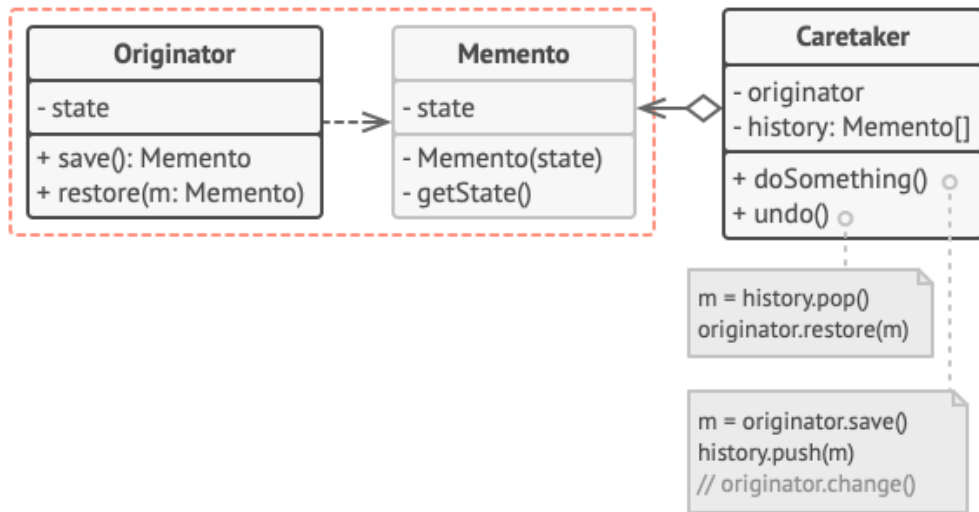 Originator
- state
+ save(): Memento
+ restore(m: Memento)
Memento
- state
- Memento(state)
- getState()
Caretaker
- originator
- history: Memento[]
+ doSomething()
+ undo()
m = history.pop()
originator.restore(m)
m = originator.save()
history.push(m)
// originator.change()